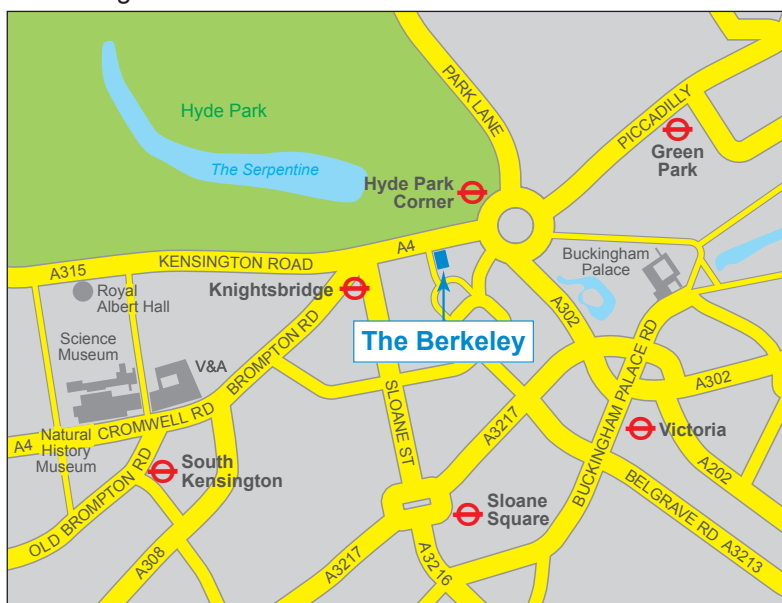 PARK LANE
PICCADILLY
Hyde Park
Green
Park
The Serpentine
Hyde Park
Corner
A4
KENSINGTON ROAD
A315
Buckingham
Palace
Knightsbridge
Royal
Albert Hall
A302
The Berkeley
Science
Museum
V&A
BROMPTON RD
SLOANE ST
BUCKINGHAM PALACE RD
A302
CROMWELL RD
A3217
A4
Natural
History
Museum
Victoria
A202
South
Kensington
OLD BROMPTON RD
Sloane
Square
BELGRAVE RD
A3213
A308
A3217
A3216